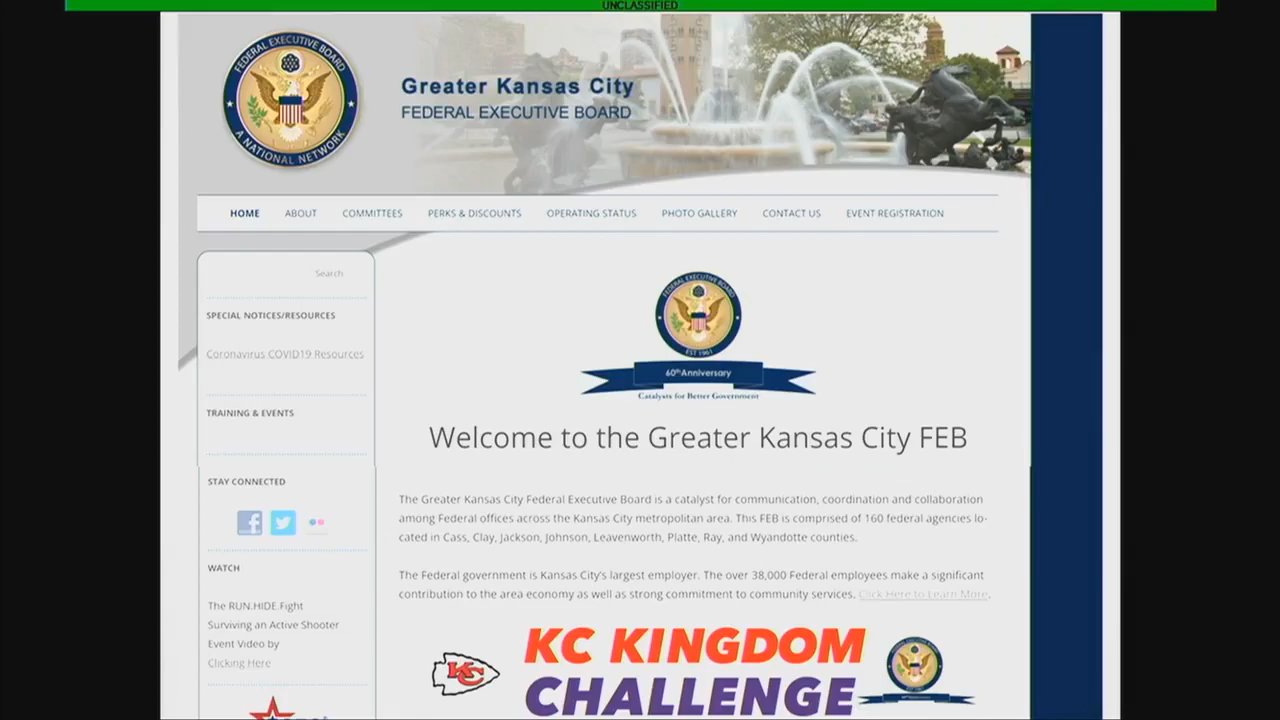 UNCLASSIFIED
FEDERAL EXECUTIVE BOARD
A NATIONAL NETWORK
Greater Kansas City
FEDERAL EXECUTIVE BOARD
HOME ABOUT COMMITTEES PERKS & DISCOUNTS OPERATING STATUS PHOTO GALLERY CONTACT US EVENT REGISTRATION
Search
SPECIAL NOTICES/RESOURCES
Coronavirus COVID19 Resources
TRAINING & EVENTS
STAY CONNECTED
WATCH
The RUN.HIDE.Fight
Surviving an Active Shooter
Event Video by
Clicking Here
FEDERAL EXECUTIVE BOARD
EST 1961
60th Anniversary
Catalysts for Better Government
Welcome to the Greater Kansas City FEB
The Greater Kansas City Federal Executive Board is a catalyst for communication, coordination and collaboration
among Federal offices across the Kansas City metropolitan area. This FEB is comprised of 160 federal agencies lo-
cated in Cass, Clay, Jackson, Johnson, Leavenworth, Platte, Ray, and Wyandotte counties.
The Federal government is Kansas City's largest employer. The over 38,000 Federal employees make a significant
contribution to the area economy as well as strong commitment to community services. Click Here to Learn More.
KC
KC KINGDOM
CHALLENGE